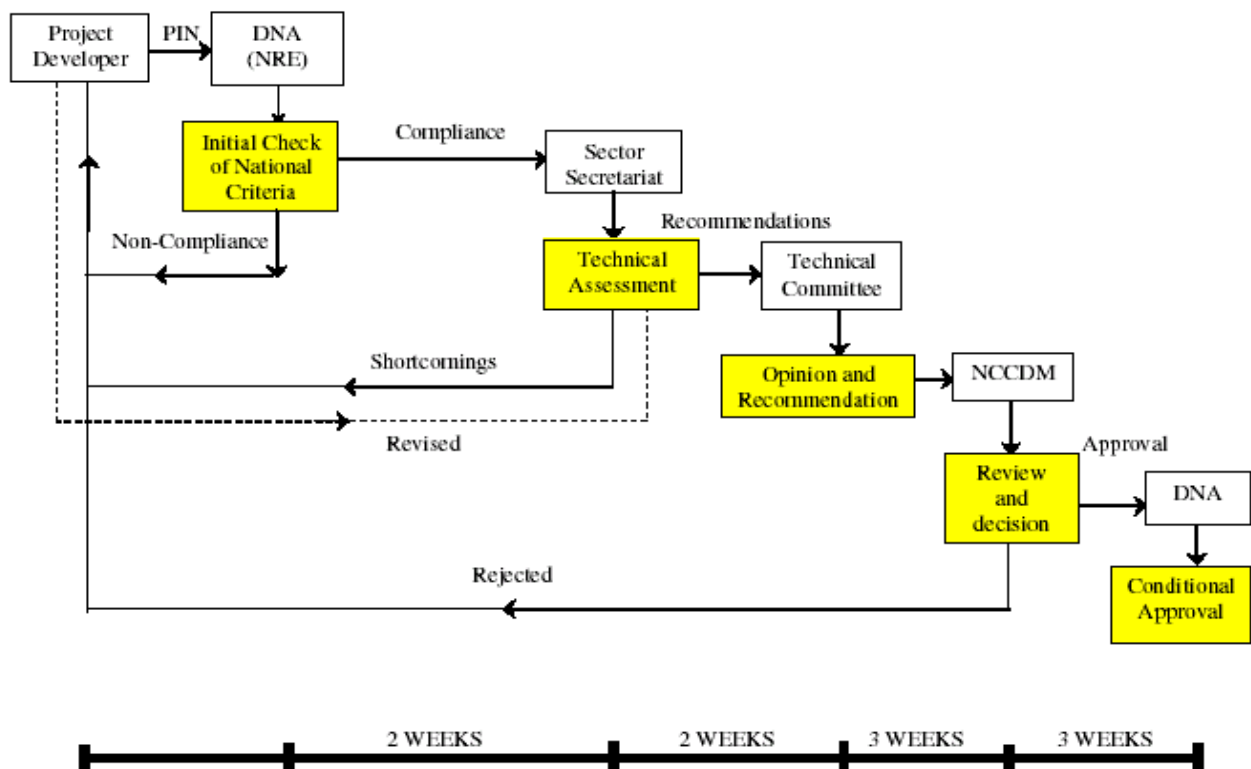 Project
Developer
PIN
DNA
(NRE)
Initial Check
of National
Criteria
Compliance
Sector
Secretariat
Non-Compliance
Recommendations
Technical
Assessment
Technical
Committee
Shortcomings
Opinion and
Recommendation
NCCDM
Revised
Approval
Review
and
decision
DNA
Rejected
Conditional
Approval
2 WEEKS
2 WEEKS
3 WEEKS
3 WEEKS